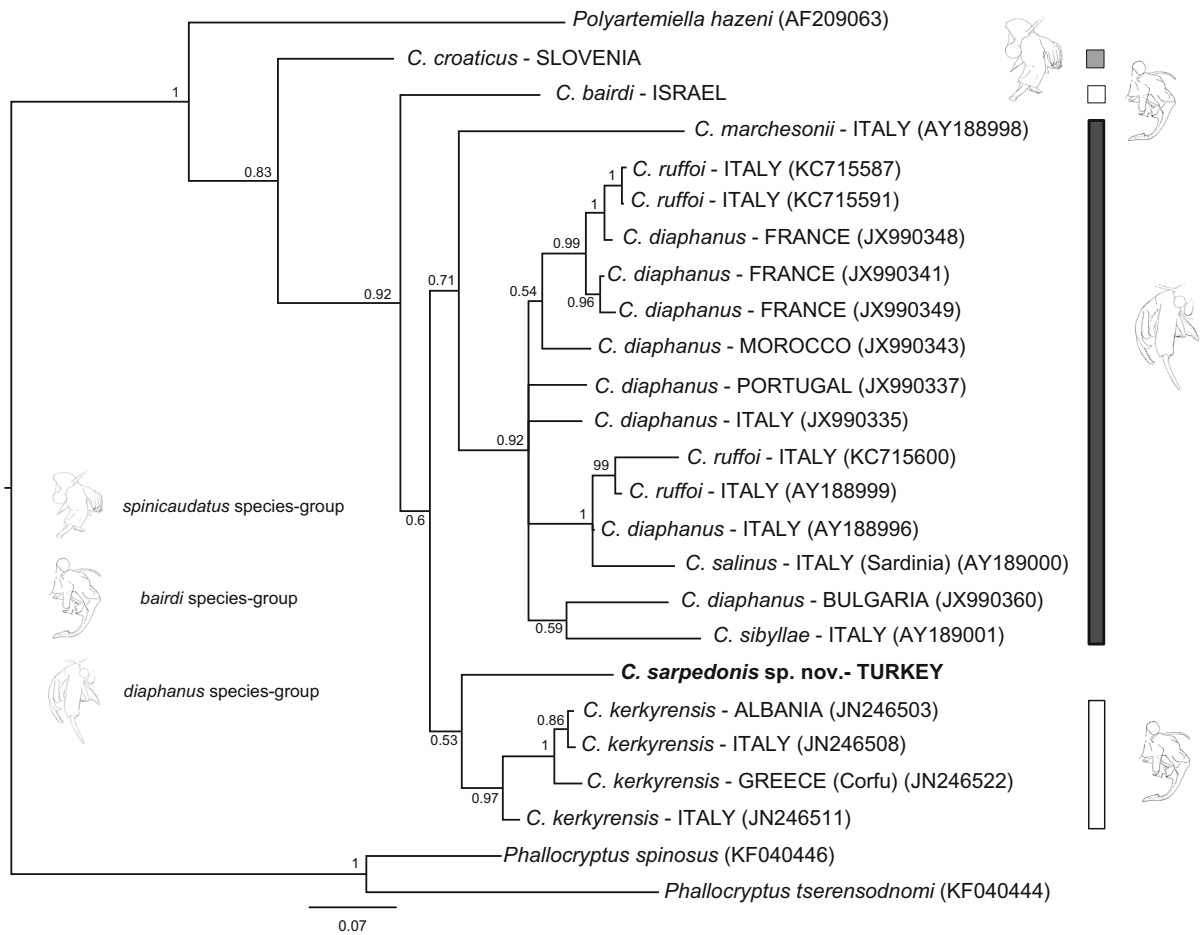 Polyartemiella hazeni (AF209063)
C. croaticus - SLOVENIA
1
C. bairdi - ISRAEL
C. marchesonii - ITALY (AY188998)
0.83
C. ruffoi - ITALY (KC715587)
1
C. ruffoi - ITALY (KC715591)
1
C. diaphanus - FRANCE (JX990348)
0.99
C. diaphanus - FRANCE (JX990341)
0.71
0.92
0.54
0.96
C. diaphanus - FRANCE (JX990349)
C. diaphanus - MOROCCO (JX990343)
C. diaphanus - PORTUGAL (JX990337)
C. diaphanus - ITALY (JX990335)
0.92
C. ruffoi - ITALY (KC715600)
99
C. ruffoi - ITALY (AY188999)
spinicaudatus species-group
0.6
1
C. diaphanus - ITALY (AY188996)
C. salinus - ITALY (Sardinia) (AY189000)
bairdi species-group
C. diaphanus - BULGARIA (JX990360)
0.59
C. sibyllae - ITALY (AY189001)
C. sarpedonis sp. nov.- TURKEY
diaphanus species-group
C. kerkyrensis - ALBANIA (JN246503)
0.86
0.53
C. kerkyrensis - ITALY (JN246508)
1
C. kerkyrensis - GREECE (Corfu) (JN246522)
0.97
C. kerkyrensis - ITALY (JN246511)
Phallocryptus spinosus (KF040446)
1
Phallocryptus tserensodnomi (KF040444)
0.07